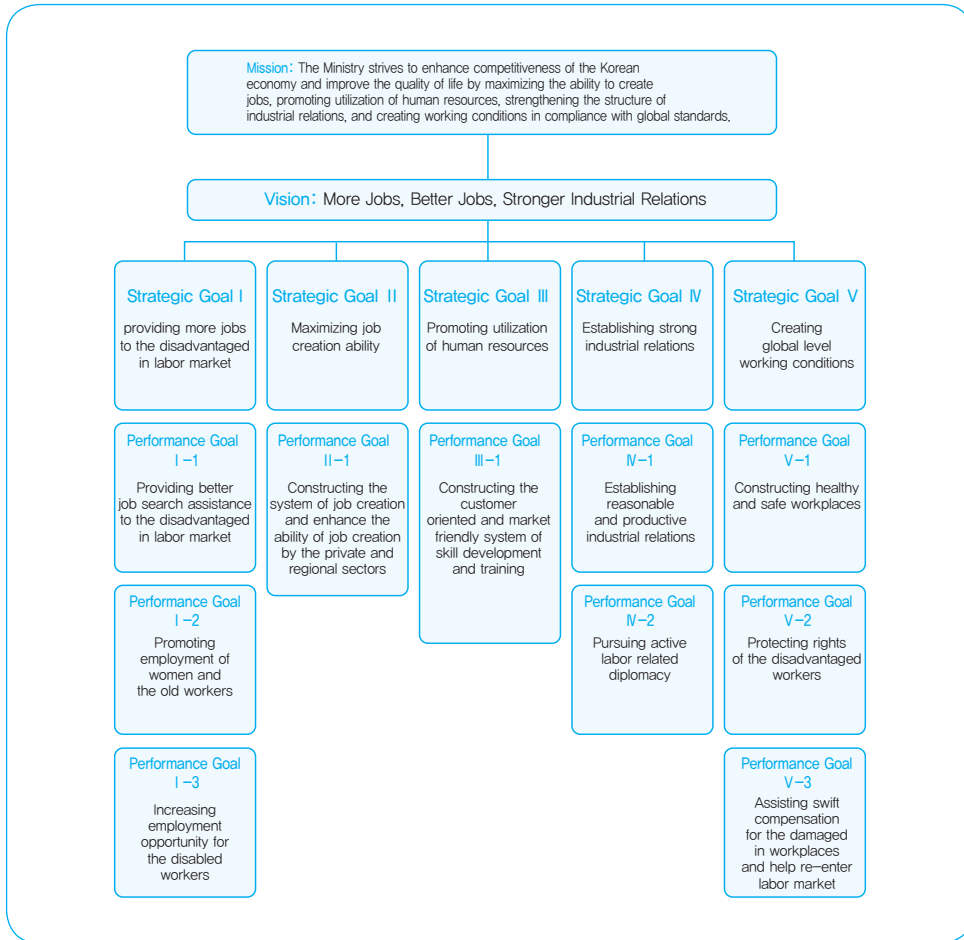 Mission: The Ministry strives to enhance competitiveness of the Korean
economy and improve the quality of life by maximizing the ability to create
jobs, promoting utilization of human resources, strengthening the structure of
industrial relations, and creating working conditions in compliance with global standards.
Vision: More Jobs, Better Jobs, Stronger Industrial Relations
Strategic Goal Ⅰ
providing more jobs
to the disadvantaged
in labor market
Strategic Goal Ⅱ
Maximizing job
creation ability
Strategic Goal Ⅲ
Promoting utilization
of human resources
Strategic Goal Ⅳ
Establishing strong
industrial relations
Strategic Goal Ⅴ
Creating
global level
working conditions
Performance Goal
Ⅰ-1
Providing better
job search assistance
to the disadvantaged
in labor market
Performance Goal
Ⅱ-1
Constructing the
system of job creation
and enhance the
ability of job creation
by the private and
regional sectors
Performance Goal
Ⅲ-1
Constructing the
customer
oriented and market
friendly system of
skill development
and training
Performance Goal
Ⅳ-1
Establishing
reasonable
and productive
industrial relations
Performance Goal
Ⅴ-1
Constructing healthy
and safe workplaces
Performance Goal
Ⅰ-2
Promoting
employment of
women and
the old workers
Performance Goal
Ⅳ-2
Pursuing active
labor related
diplomacy
Performance Goal
Ⅴ-2
Protecting rights
of the disadvantaged
workers
Performance Goal
Ⅰ-3
Increasing
employment
opportunity for
the disabled
workers
Performance Goal
Ⅴ-3
Assisting swift
compensation
for the damaged
in workplaces
and help re-enter
labor market